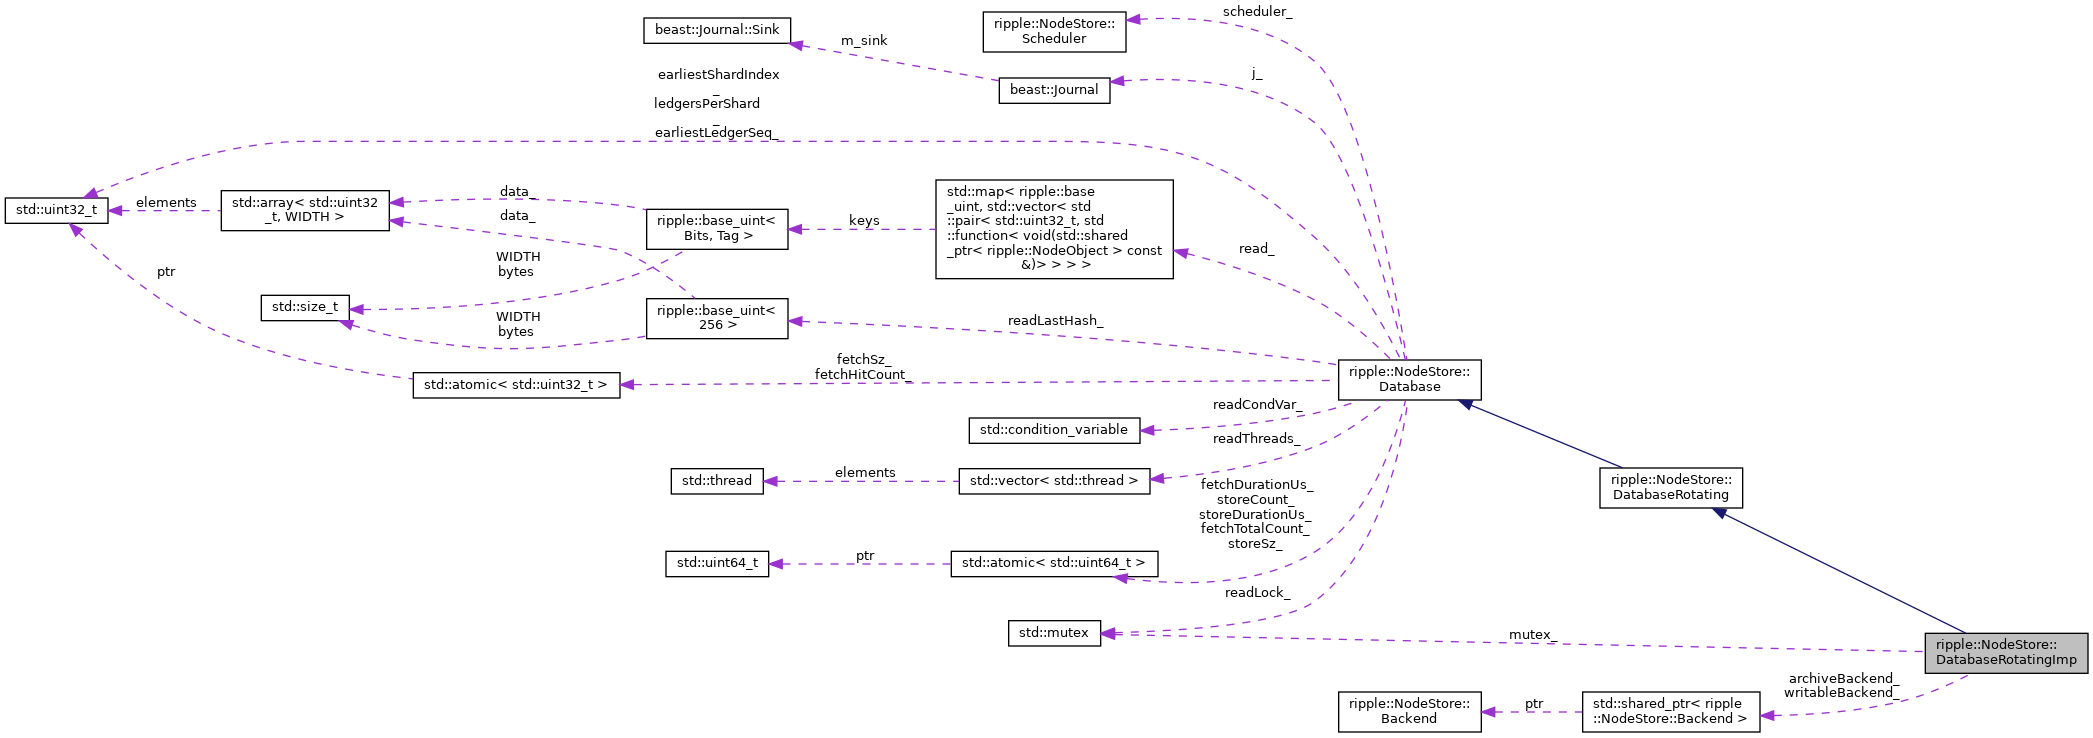 scheduler_
ripple::NodeStore::
Scheduler
beast::Journal::Sink
m_sink
j_
beast::Journal
earliestShardIndex
_
ledgersPerShard
_
earliestLedgerSeq_
std::uint32_t
elements
std::array< std::uint32
_t, WIDTH >
data_
data_
ripple::base_uint<
Bits, Tag >
keys
std::map< ripple::base
_uint, std::vector< std
::pair< std::uint32_t, std
::function< void(std::shared
_ptr< ripple::NodeObject > const
&)> > > >
read_
ptr
WIDTH
bytes
std::size_t
WIDTH
bytes
ripple::base_uint<
256 >
readLastHash_
fetchSz_
fetchHitCount_
std::atomic< std::uint32_t >
ripple::NodeStore::
Database
readCondVar_
std::condition_variable
readThreads_
std::thread
elements
std::vector< std::thread >
ripple::NodeStore::
DatabaseRotating
fetchDurationUs_
storeCount_
storeDurationUs_
fetchTotalCount_
storeSz_
std::uint64_t
ptr
std::atomic< std::uint64_t >
readLock_
std::mutex
mutex_
ripple::NodeStore::
DatabaseRotatingImp
archiveBackend_
writableBackend_
ripple::NodeStore::
Backend
ptr
std::shared_ptr< ripple
::NodeStore::Backend >